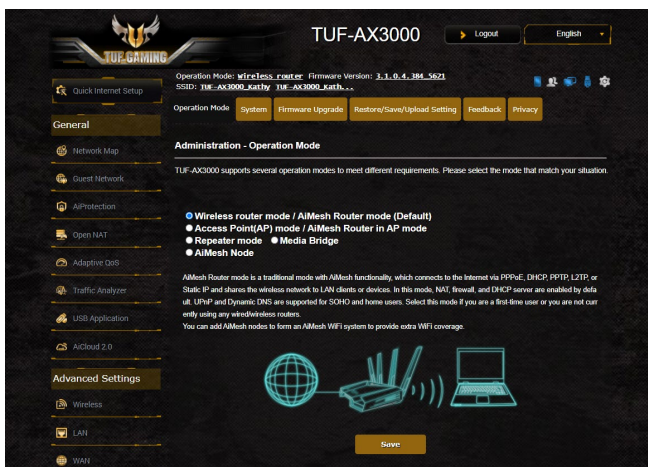 TUF-AX3000
Logout
English
TUF GAMING
Operation Mode: Wireless router Firmware Version: 3.1.0.4.384_5621
SSID: TUF-AX3000_Kathy TUF-AX3000_Kath...
Quick Internet Setup
Operation Mode System Firmware Upgrade Restore/Save/Upload Setting Feedback Privacy
General
Network Map
Guest Network
AiProtection
Open NAT
Adaptive QoS
Traffic Analyzer
USB Application
AiCloud 2.0
Advanced Settings
Wireless
LAN
WAN
Administration - Operation Mode
TUF-AX3000 supports several operation modes to meet different requirements. Please select the mode that match your situation.
Wireless router mode / AiMesh Router mode (Default)
Access Point(AP) mode / AiMesh Router in AP mode
Repeater mode Media Bridge
AiMesh Node
AiMesh Router mode is a traditional mode with AiMesh functionality, which connects to the Internet via PPPoE, DHCP, PPTP, L2TP, or
Static IP and shares the wireless network to LAN clients or devices. In this mode, NAT, firewall, and DHCP server are enabled by defa
ult. UPnP and Dynamic DNS are supported for SOHO and home users. Select this mode if you are a first-time user or you are not curr
ently using any wired/wireless routers.
You can add AiMesh nodes to form an AiMesh WiFi system to provide extra WiFi coverage.
Save